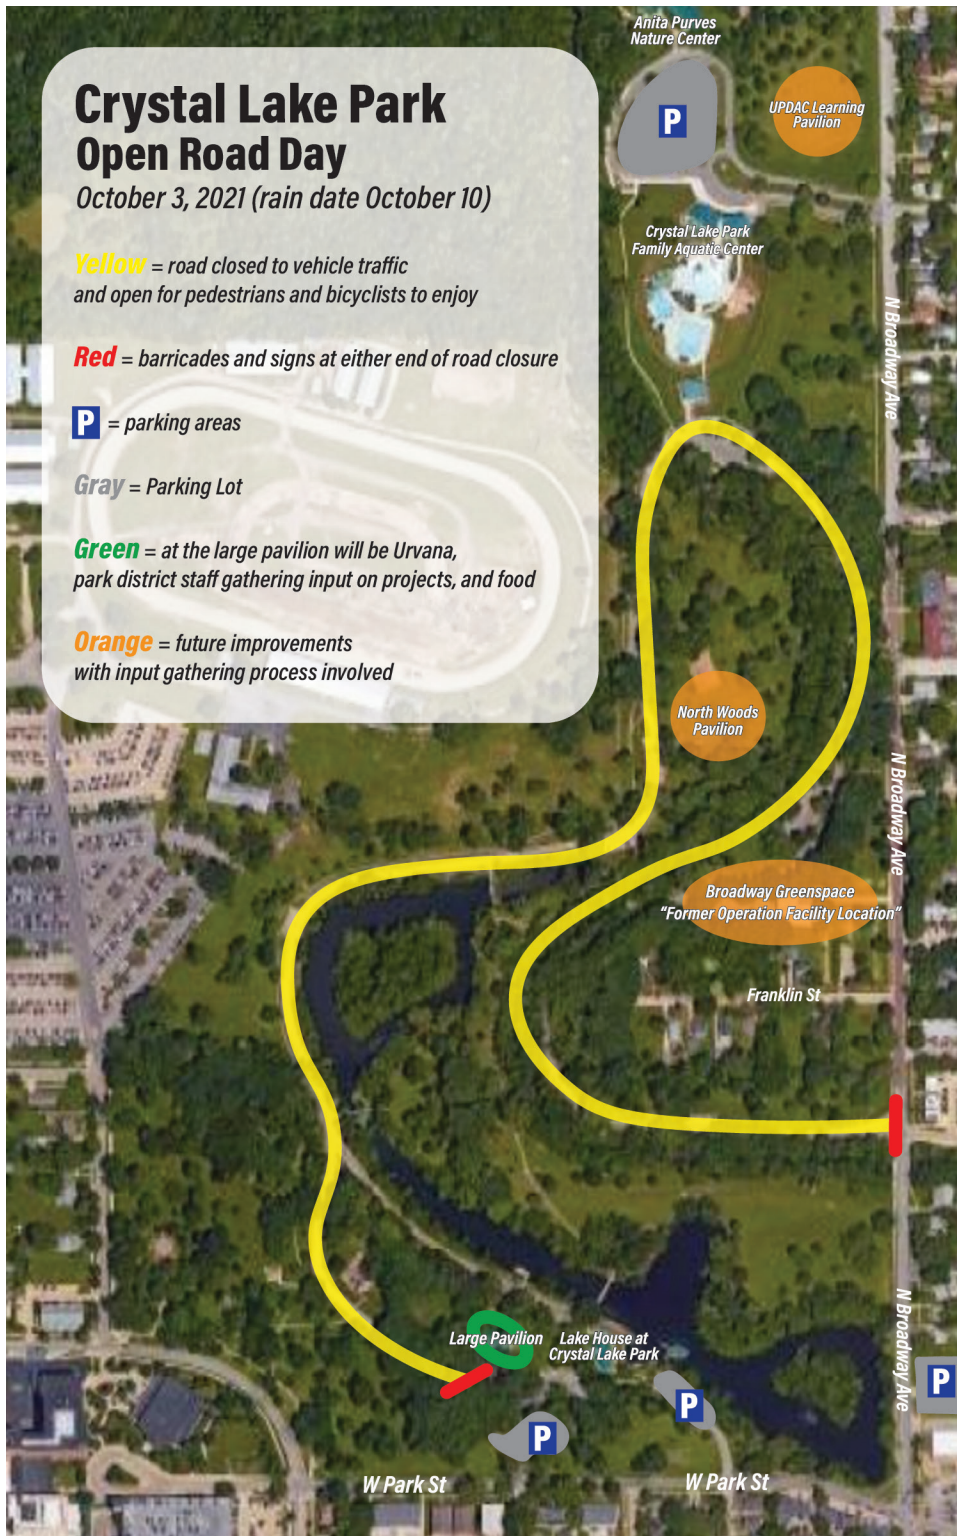 Anita Purves
Nature Center
Crystal Lake Park
Open Road Day
October 3, 2021 (rain date October 10)
Yellow = road closed to vehicle traffic
and open for pedestrians and bicyclists to enjoy
Red = barricades and signs at either end of road closure
P = parking areas
Gray = Parking Lot
Green = at the large pavilion will be Urvana,
park district staff gathering input on projects, and food
Orange = future improvements
with input gathering process involved
P
UPDAC Learning
Pavilion
Crystal Lake Park
Family Aquatic Center
N Broadway Ave
North Woods
Pavilion
N Broadway Ave
Broadway Greenspace
“Former Operation Facility Location”
Franklin St
N Broadway Ave
Large Pavilion
Lake House at
Crystal Lake Park
P
P
P
W Park St
W Park St